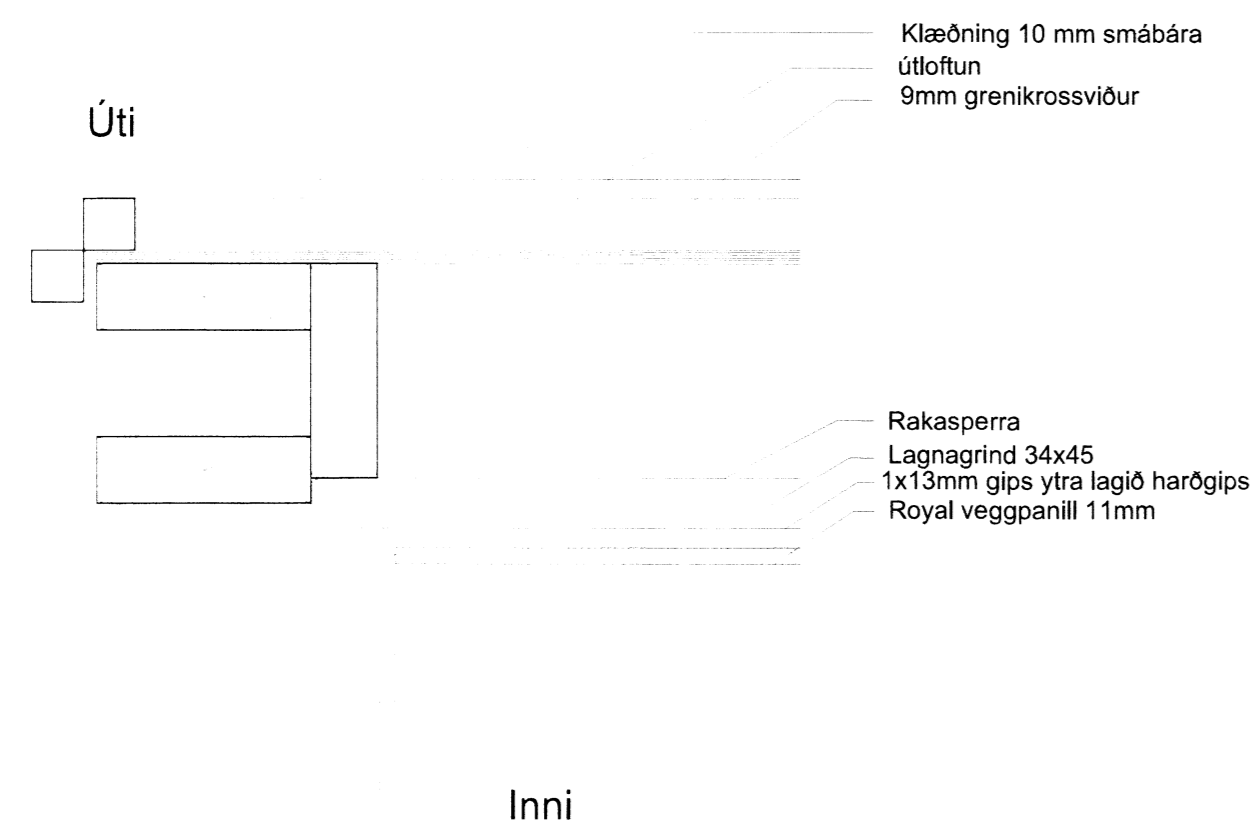 Klæðning 10 mm smábára
útloftun
9mm grenikrossviður
Úti
Rakasperra
Lagnagrind 34x45
1x13mm gips ytra lagið harðgips
Royal veggpanill 11mm
Inni